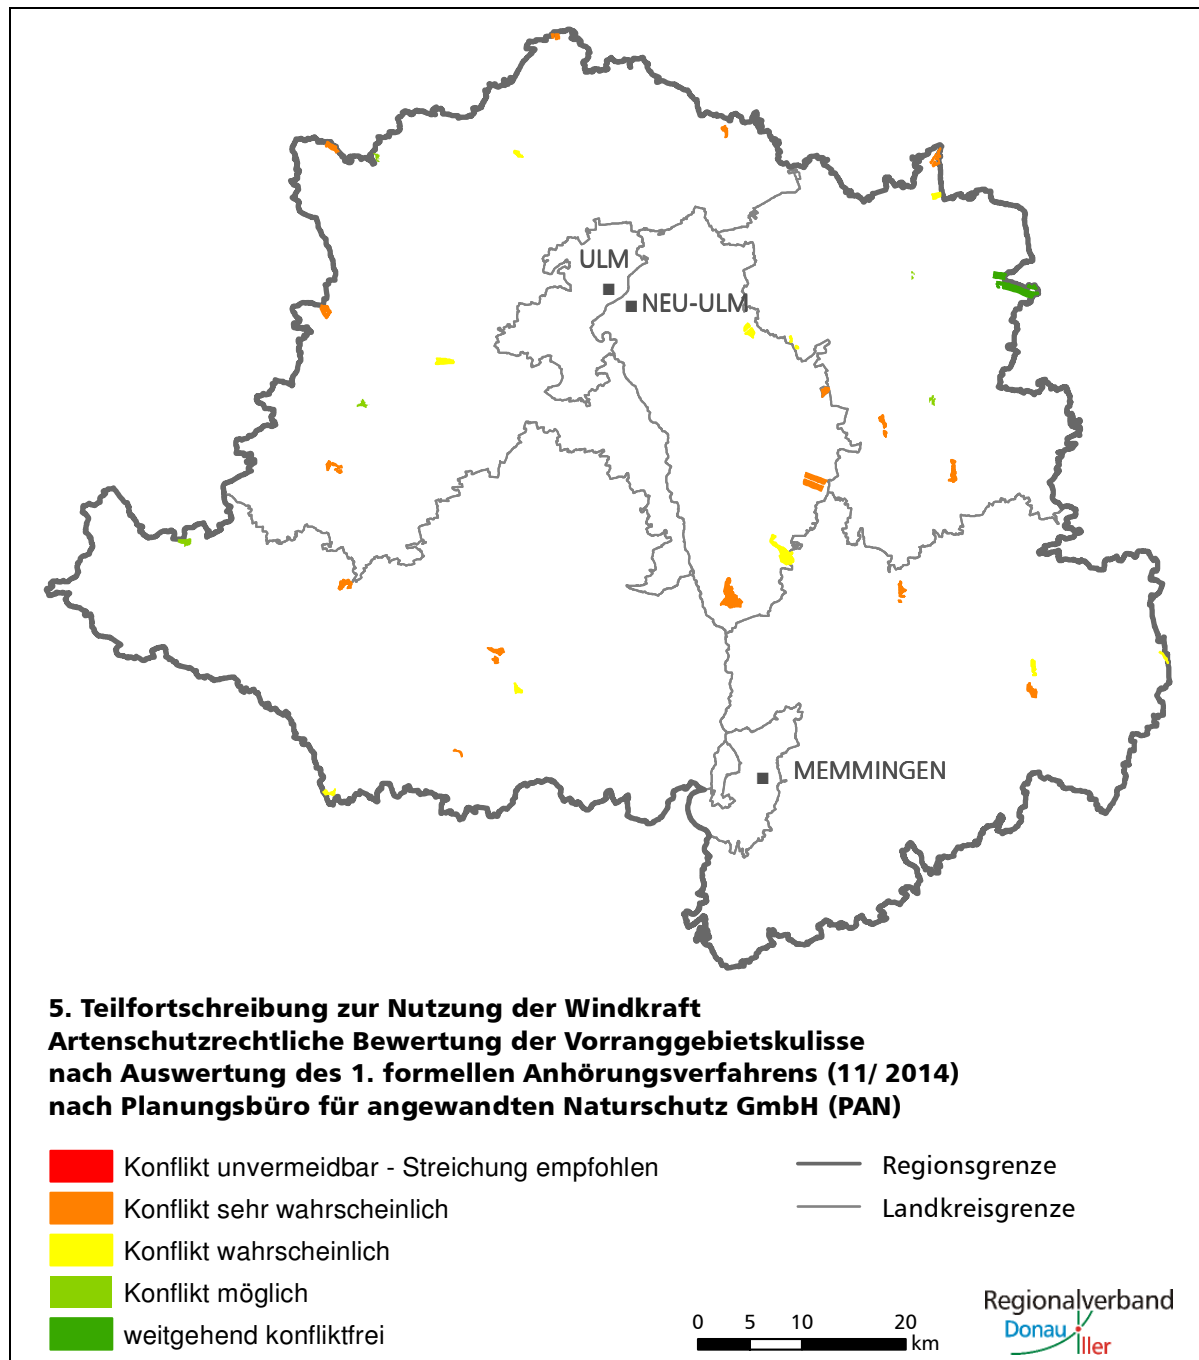 ULM
NEU-ULM
MEMMINGEN
5. Teilfortschreibung zur Nutzung der Windkraft
Artenschutzrechtliche Bewertung der Vorranggebietskulisse
nach Auswertung des 1. formellen Anhörungsverfahrens (11/ 2014)
nach Planungsbüro für angewandten Naturschutz GmbH (PAN)
Konflikt unvermeidbar - Streichung empfohlen
Konflikt sehr wahrscheinlich
Konflikt wahrscheinlich
Konflikt möglich
weitgehend konfliktfrei
Regionsgrenze
Landkreisgrenze
0 5 10 20
km
Regionalverband
Donau
Iller